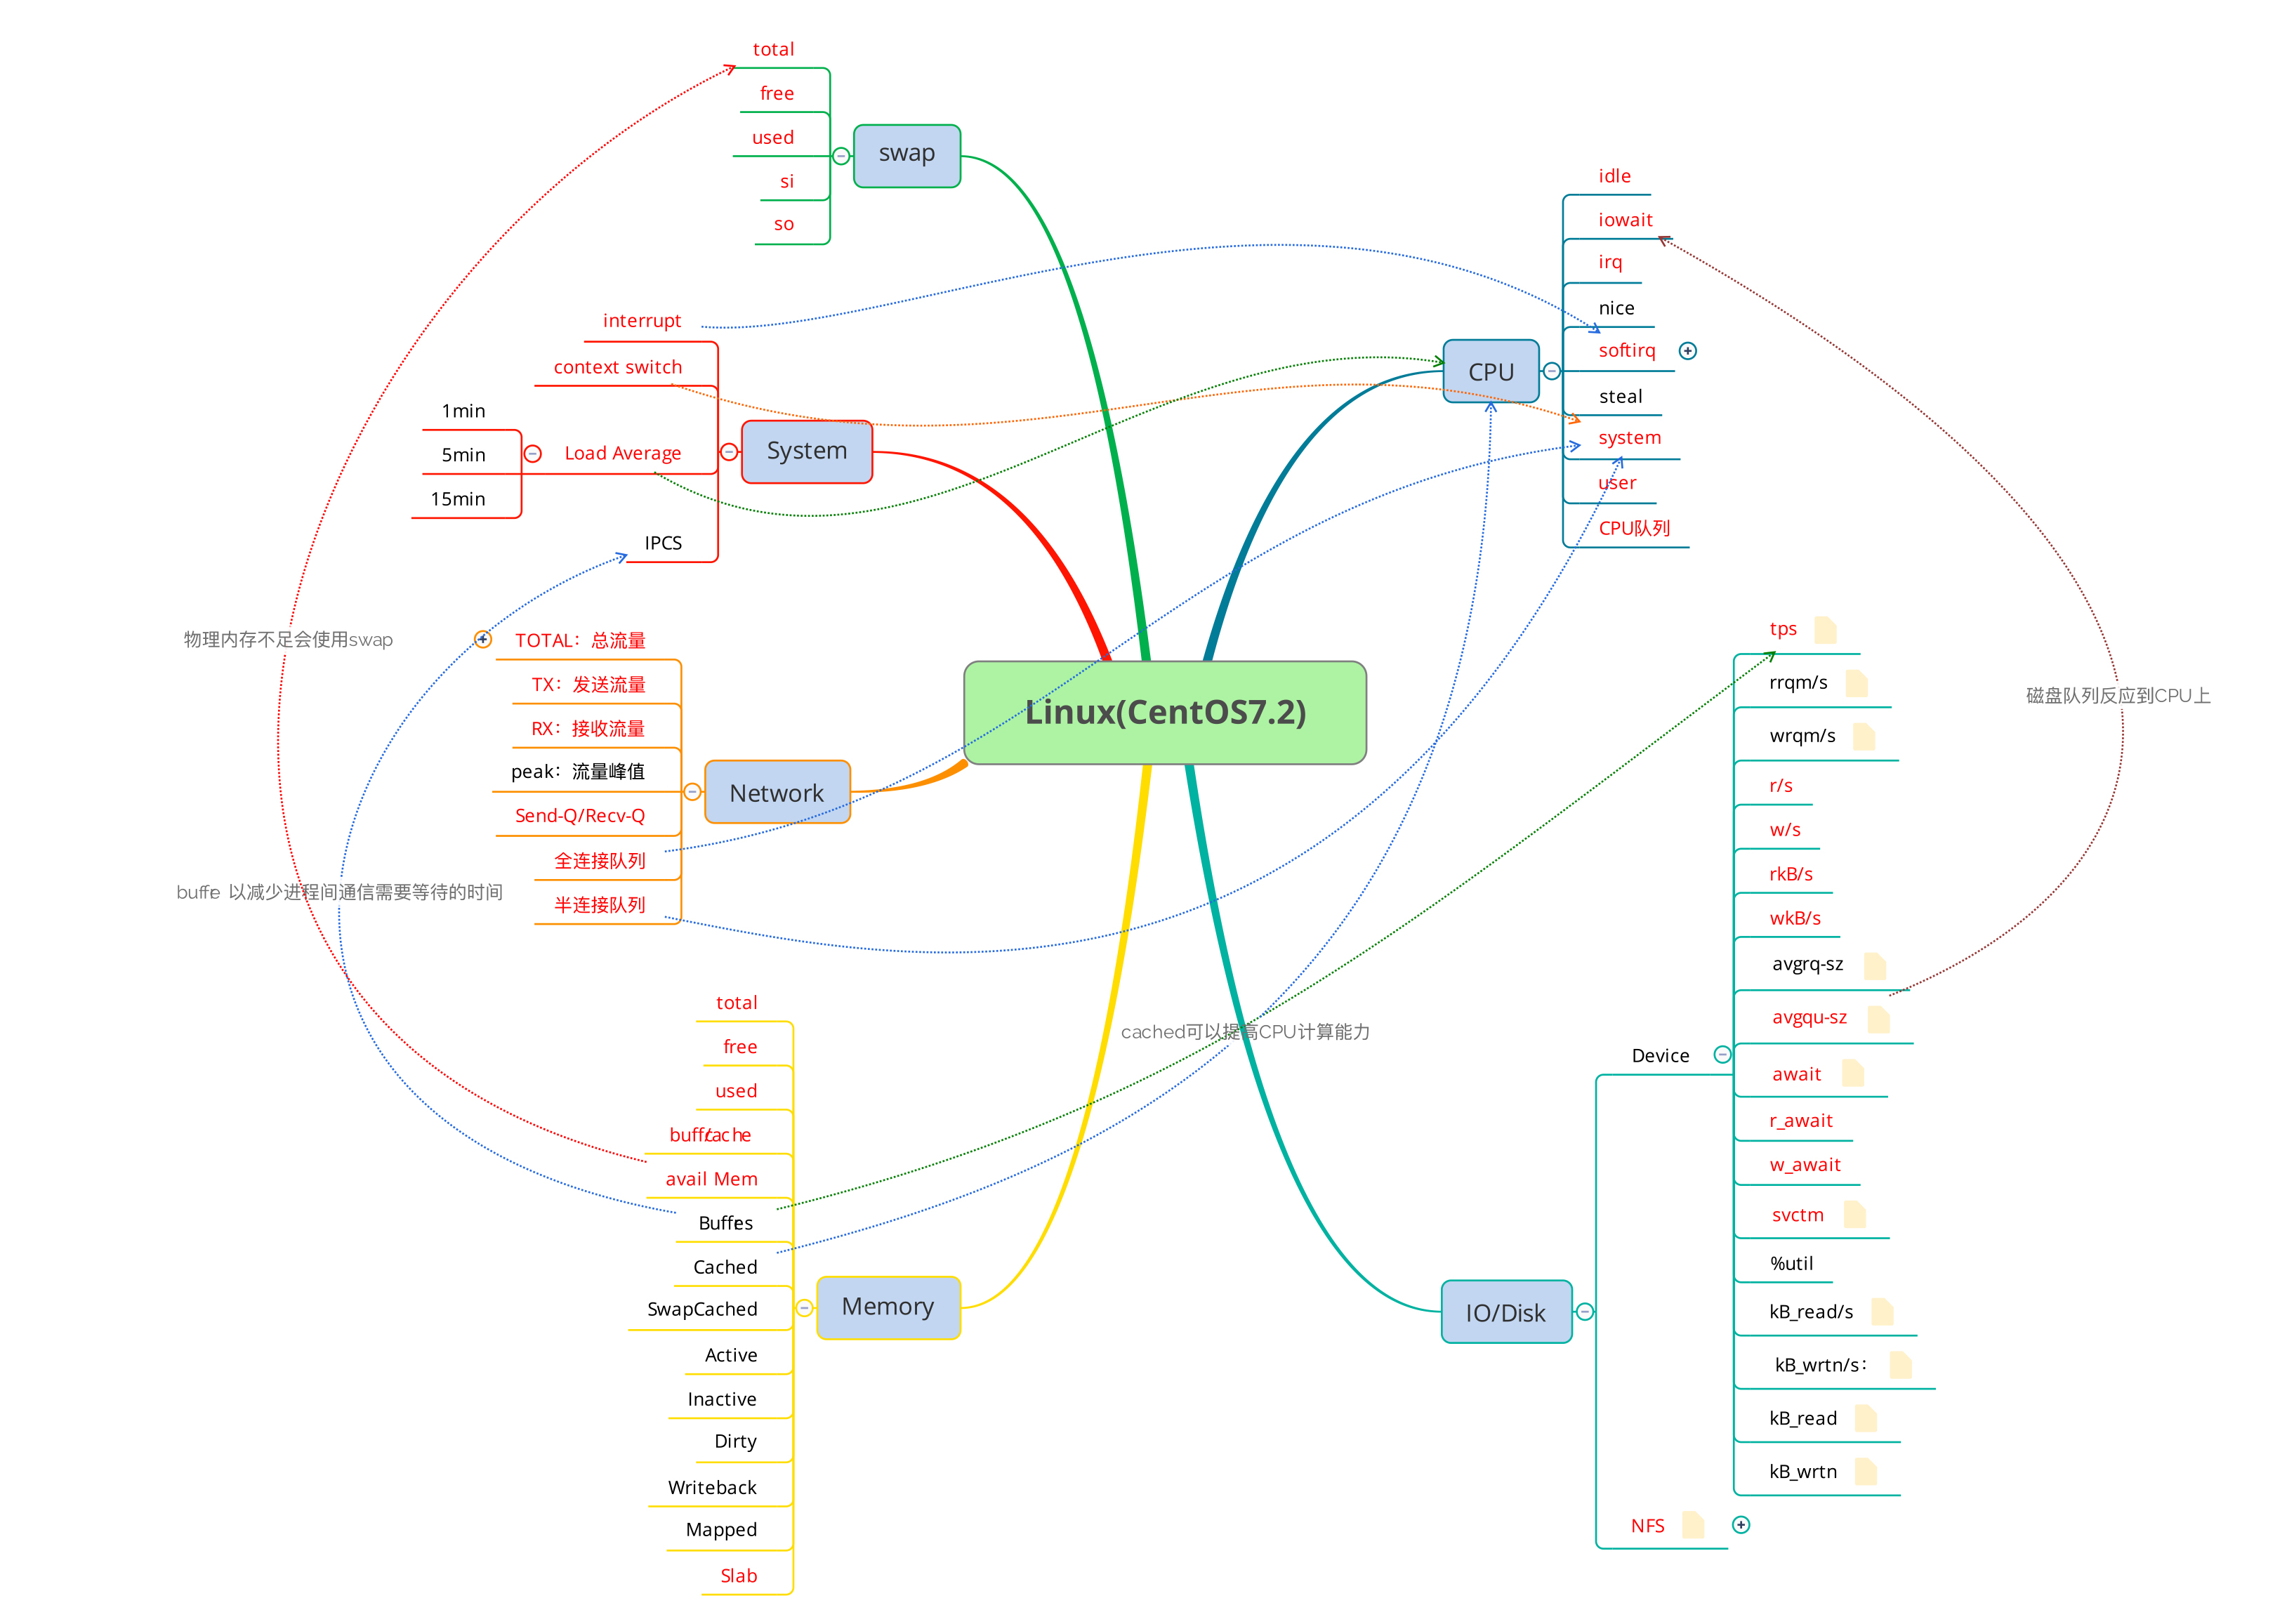 Linux(CentOS7.2)
swap
total
free
used
si
so
System
interrupt
context switch
Load Average
1min
5min
15min
IPCS
Network
TOTAL：总流量
TX：发送流量
RX：接收流量
peak：流量峰值
Send-Q/Recv-Q
全连接队列
半连接队列
Memory
total
free
used
buff/cache
avail Mem
Buffres
Cached
SwapCached
Active
Inactive
Dirty
Writeback
Mapped
Slab
CPU
idle
iowait
irq
nice
softirq
steal
system
user
CPU队列
IO/Disk
Device
tps
rrqm/s
wrqm/s
r/s
w/s
rkB/s
wkB/s
avgrq-sz
avgqu-sz
await
r_await
w_await
svctm
%util
kB_read/s
kB_wrtn/s：
kB_read
kB_wrtn
NFS
物理内存不足会使用swap
buffre 以减少进程间通信需要等待的时间
cached可以提高CPU计算能力
磁盘队列反应到CPU上